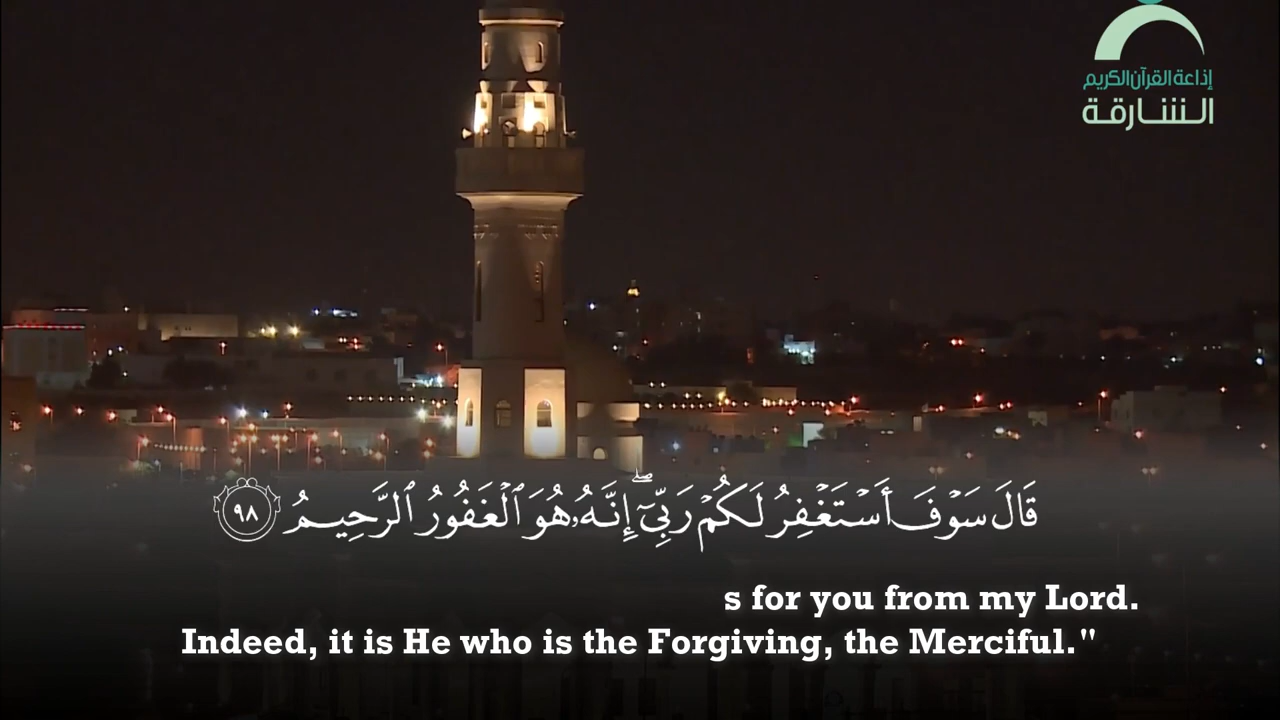 إذاعة القرآن الكريم
الشارقة
قَالَ سَوْفَ أَسْتَغْفِرُ لَكُمْ رَبِّىٓ ۖ إِنَّهُۥ هُوَ ٱلْغَفُورُ ٱلرَّحِيمُ ٩٨
s for you from my Lord.
Indeed, it is He who is the Forgiving, the Merciful."